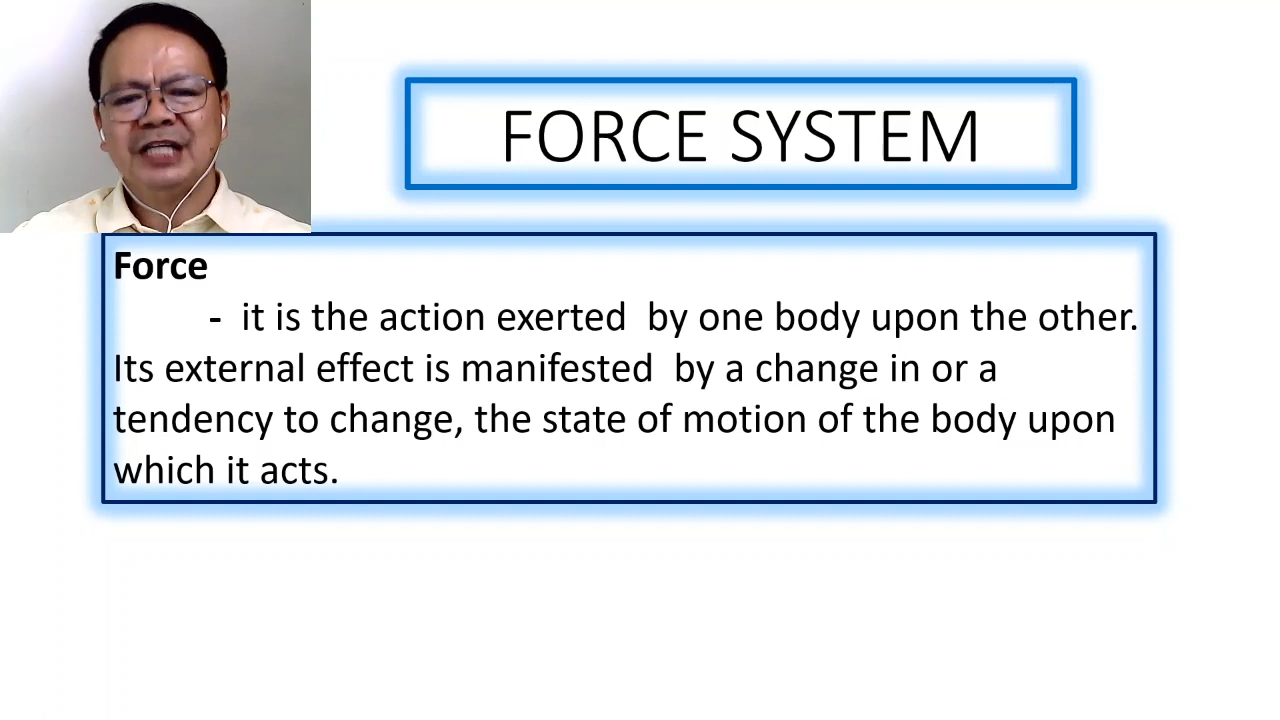 FORCE SYSTEM
Force
- it is the action exerted  by one body upon the other.
Its external effect is manifested  by a change in or a
tendency to change, the state of motion of the body upon
which it acts.